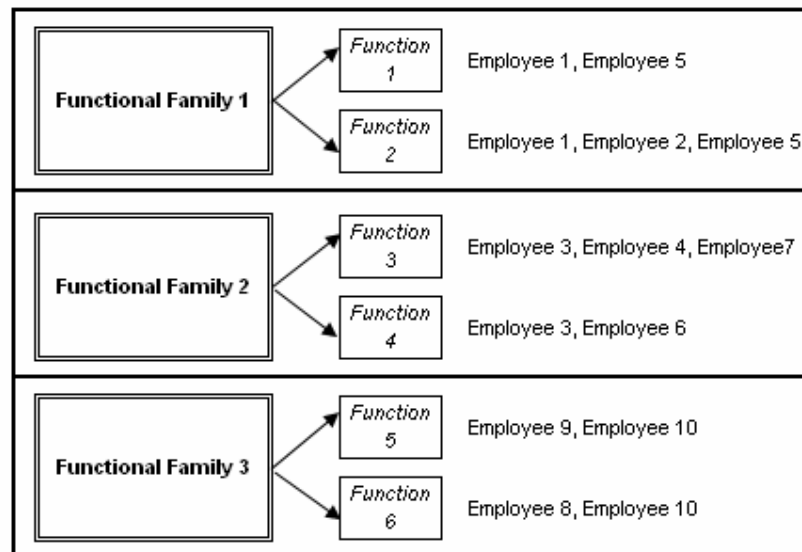 Functional Family 1
Function
1
Employee 1, Employee 5
Function
2
Employee 1, Employee 2, Employee 5
Functional Family 2
Function
3
Employee 3, Employee 4, Employee7
Function
4
Employee 3, Employee 6
Functional Family 3
Function
5
Employee 9, Employee 10
Function
6
Employee 8, Employee 10